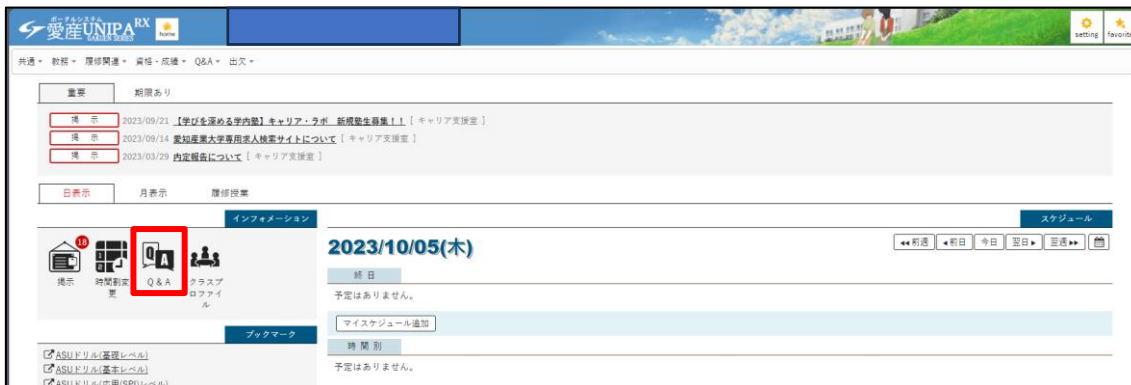 ポータルシステム
愛産UNIPA RX
GARDEN SERIES
home
setting
favorite
共通 教務 履修関連 資格・成績 Q&A 出欠
重要 期限あり
掲 示 2023/09/21 【学びを深める学内塾】キャリア・ラボ 新規塾生募集!! [ キャリア支援室 ]
掲 示 2023/09/14 愛知産業大学専用求人検索サイトについて [ キャリア支援室 ]
掲 示 2023/03/29 内定報告について [ キャリア支援室 ]
日表示 月表示 履修授業
インフォメーション
18
掲示
時間割変
更
Q A
Q & A
クラスプ
ロファイ
ル
ブックマーク
ASUドリル(基礎レベル)
ASUドリル(基本レベル)
ASUドリル(応用(SPI)レベル)
スケジュール
2023/10/05(木)
前週 前日 今日 翌日 翌週
終 日
予定はありません。
マイスケジュール追加
時 間 別
予定はありません。